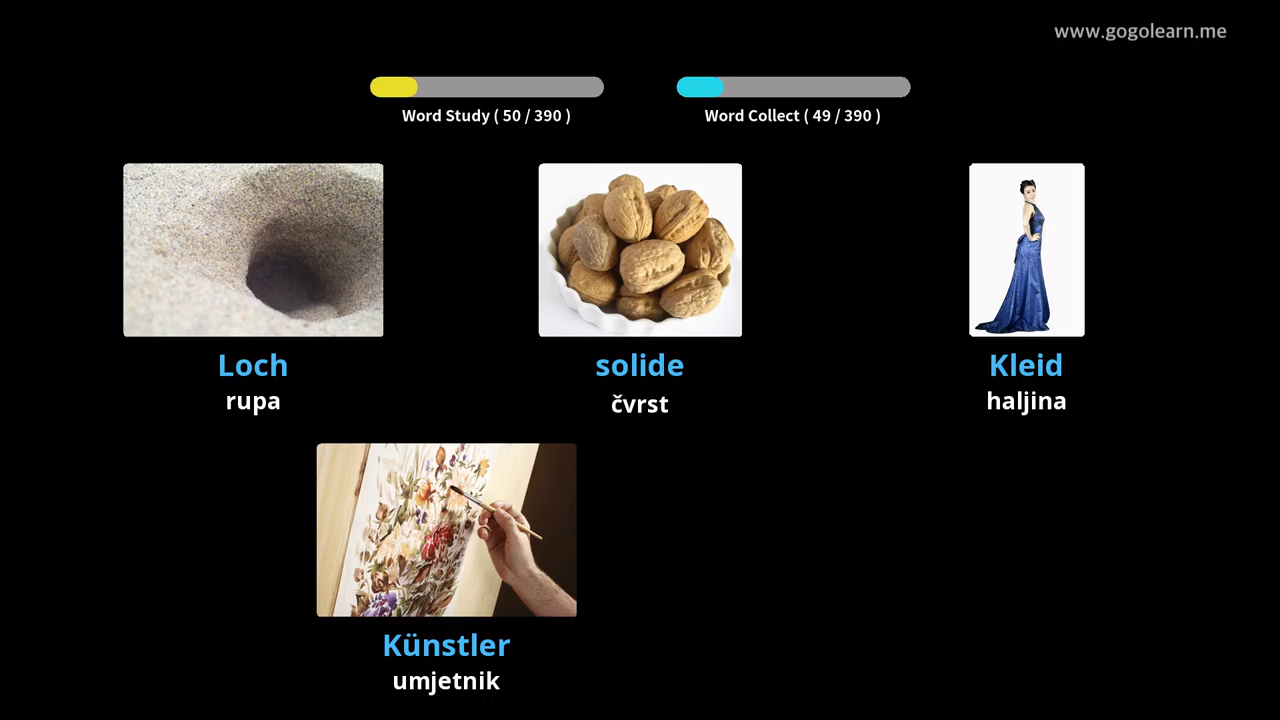 www.gogolearn.me
Word Study ( 50 / 390 )
Word Collect ( 49 / 390 )
Loch
rupa
solide
čvrst
Kleid
haljina
Künstler
umjetnik